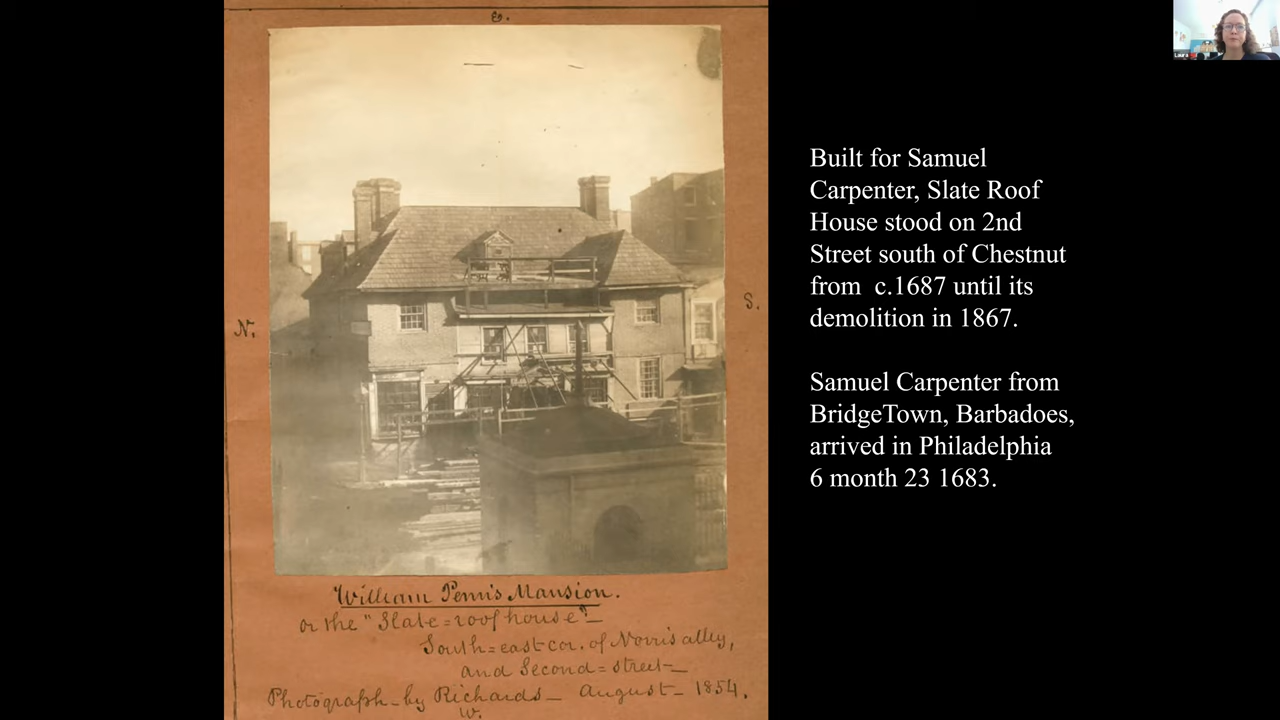 E.
N.
S.
William Penn's Mansion.
or the "Slate=roof house"—
South=east cor. of Norris alley,
and Second=street—
Photograph—by Richards—August—1854.
W.
Built for Samuel
Carpenter, Slate Roof
House stood on 2nd
Street south of Chestnut
from c.1687 until its
demolition in 1867.
Samuel Carpenter from
BridgeTown, Barbadoes,
arrived in Philadelphia
6 month 23 1683.
Laura